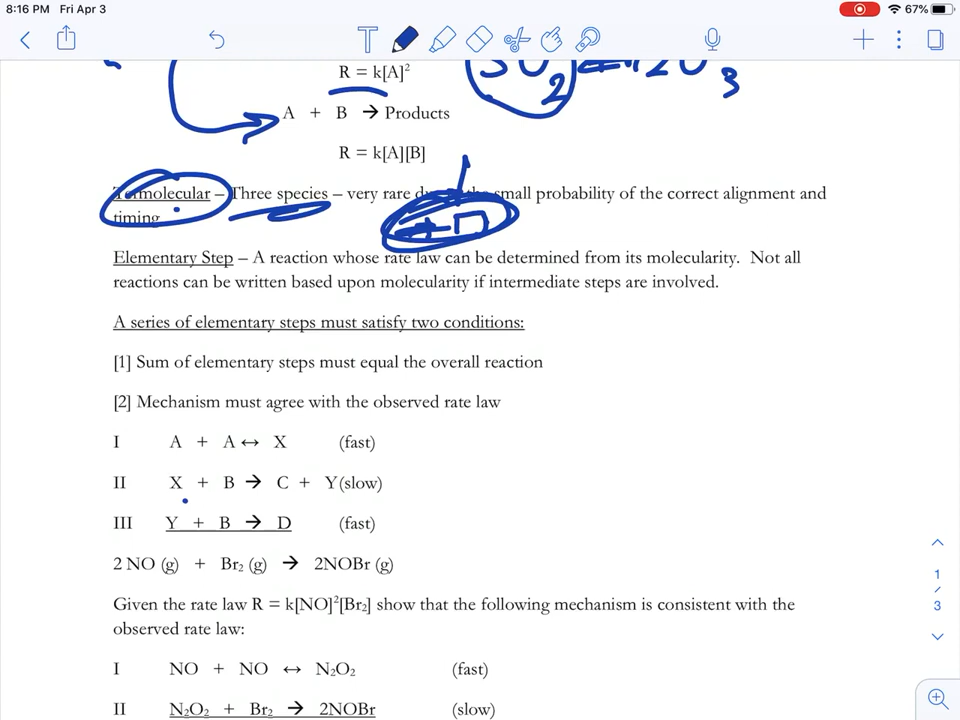 8:16 PM Fri Apr 3 67%
R = k[A]²
2
3
A + B → Products
R = k[A][B]
Termolecular – Three species – very rare due to the small probability of the correct alignment and
timing
Elementary Step – A reaction whose rate law can be determined from its molecularity. Not all
reactions can be written based upon molecularity if intermediate steps are involved.
A series of elementary steps must satisfy two conditions:
[1] Sum of elementary steps must equal the overall reaction
[2] Mechanism must agree with the observed rate law
I A + A ↔ X (fast)
II X + B → C + Y(slow)
III Y + B → D (fast)
2 NO (g) + Br₂ (g) → 2NOBr (g)
Given the rate law R = k[NO]²[Br₂] show that the following mechanism is consistent with the
observed rate law:
I NO + NO ↔ N₂O₂ (fast)
II N₂O₂ + Br₂ → 2NOBr (slow)
1
/
3